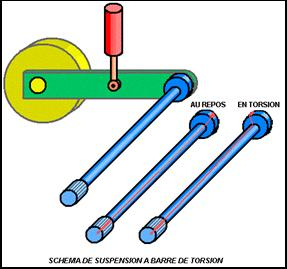 AU REPOS EN TORSION
SCHEMA DE SUSPENSION A BARRE DE TORSION